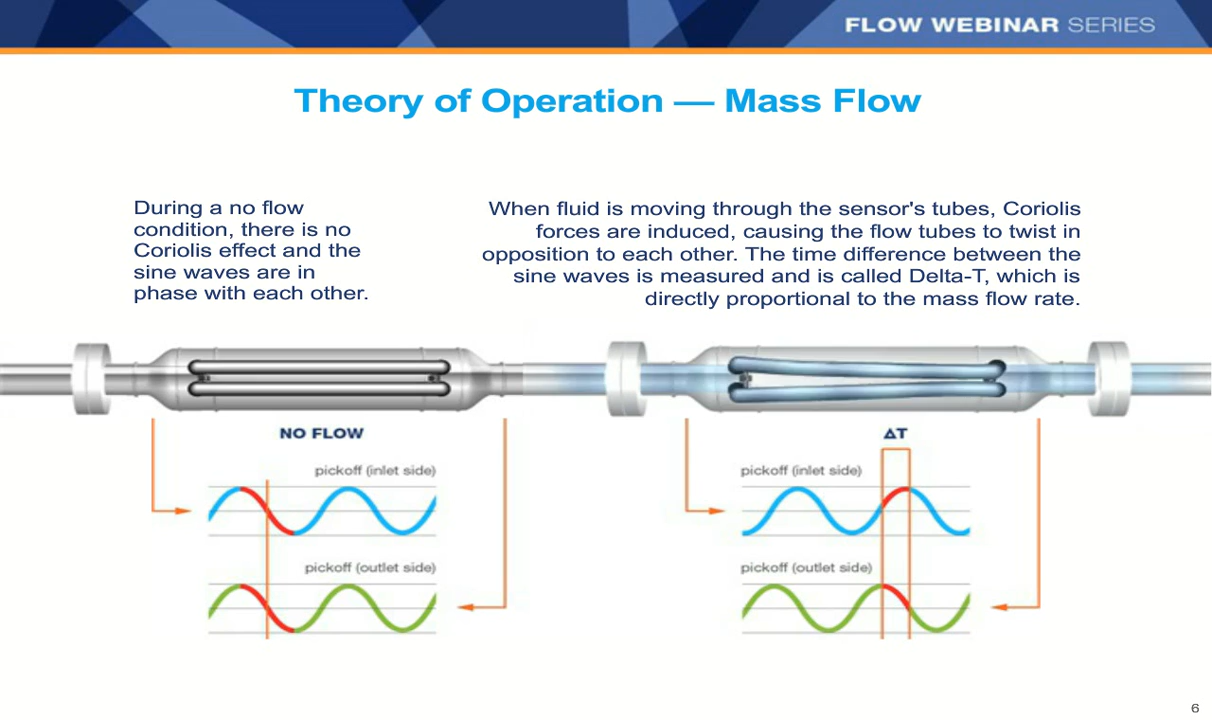 FLOW WEBINAR SERIES
Theory of Operation — Mass Flow
During a no flow
condition, there is no
Coriolis effect and the
sine waves are in
phase with each other.
When fluid is moving through the sensor's tubes, Coriolis
forces are induced, causing the flow tubes to twist in
opposition to each other. The time difference between the
sine waves is measured and is called Delta-T, which is
directly proportional to the mass flow rate.
NO FLOW
pickoff (inlet side)
pickoff (outlet side)
ΔT
pickoff (inlet side)
pickoff (outlet side)
6